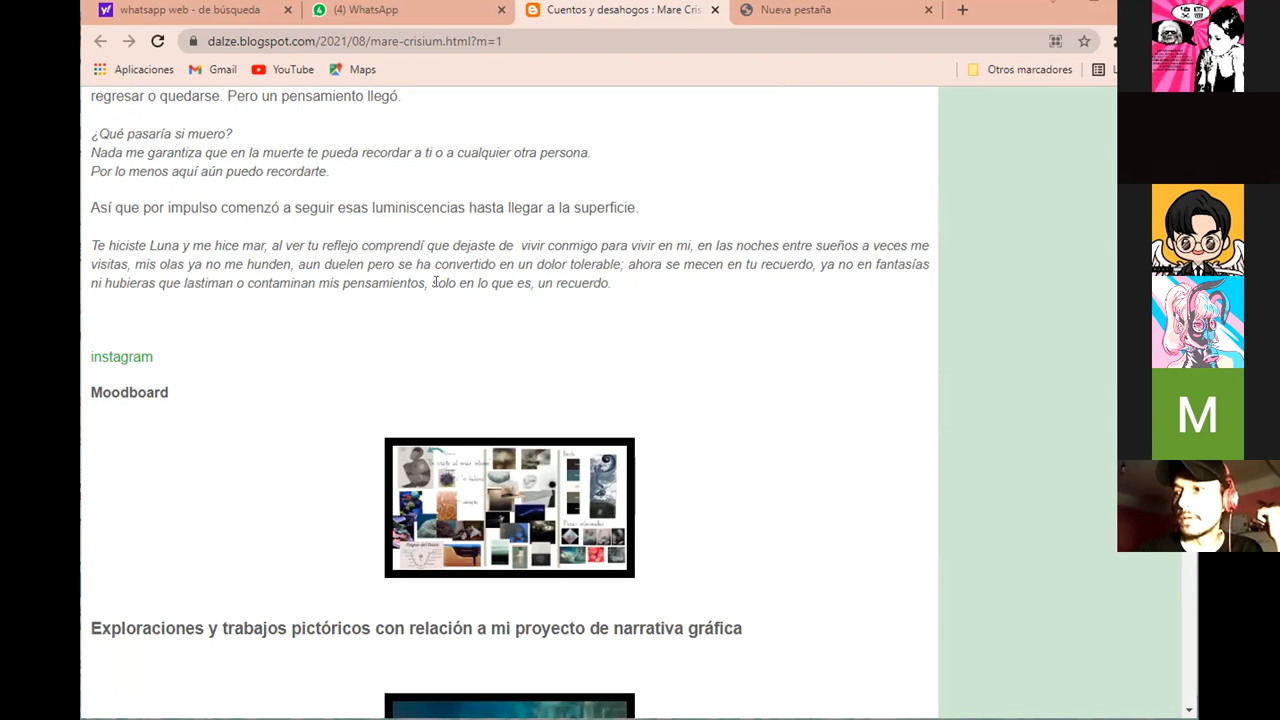 whatsapp web - de búsqueda
(4) WhatsApp
Cuentos y desahogos : Mare Cris
Nueva pestaña
dalze.blogspot.com/2021/08/mare-crisium.html?m=1
Aplicaciones
Gmail
YouTube
Maps
Otros marcadores
regresar o quedarse. Pero un pensamiento llegó.
¿Qué pasaría si muero?
Nada me garantiza que en la muerte te pueda recordar a ti o a cualquier otra persona.
Por lo menos aquí aún puedo recordarte.
Así que por impulso comenzó a seguir esas luminiscencias hasta llegar a la superficie.
Te hiciste Luna y me hice mar, al ver tu reflejo comprendí que dejaste de vivir conmigo para vivir en mi, en las noches entre sueños a veces me
visitas, mis olas ya no me hunden, aun duelen pero se ha convertido en un dolor tolerable; ahora se mecen en tu recuerdo, ya no en fantasías
ni hubieras que lastiman o contaminan mis pensamientos, solo en lo que es, un recuerdo.
instagram
Moodboard
Exploraciones y trabajos pictóricos con relación a mi proyecto de narrativa gráfica
M